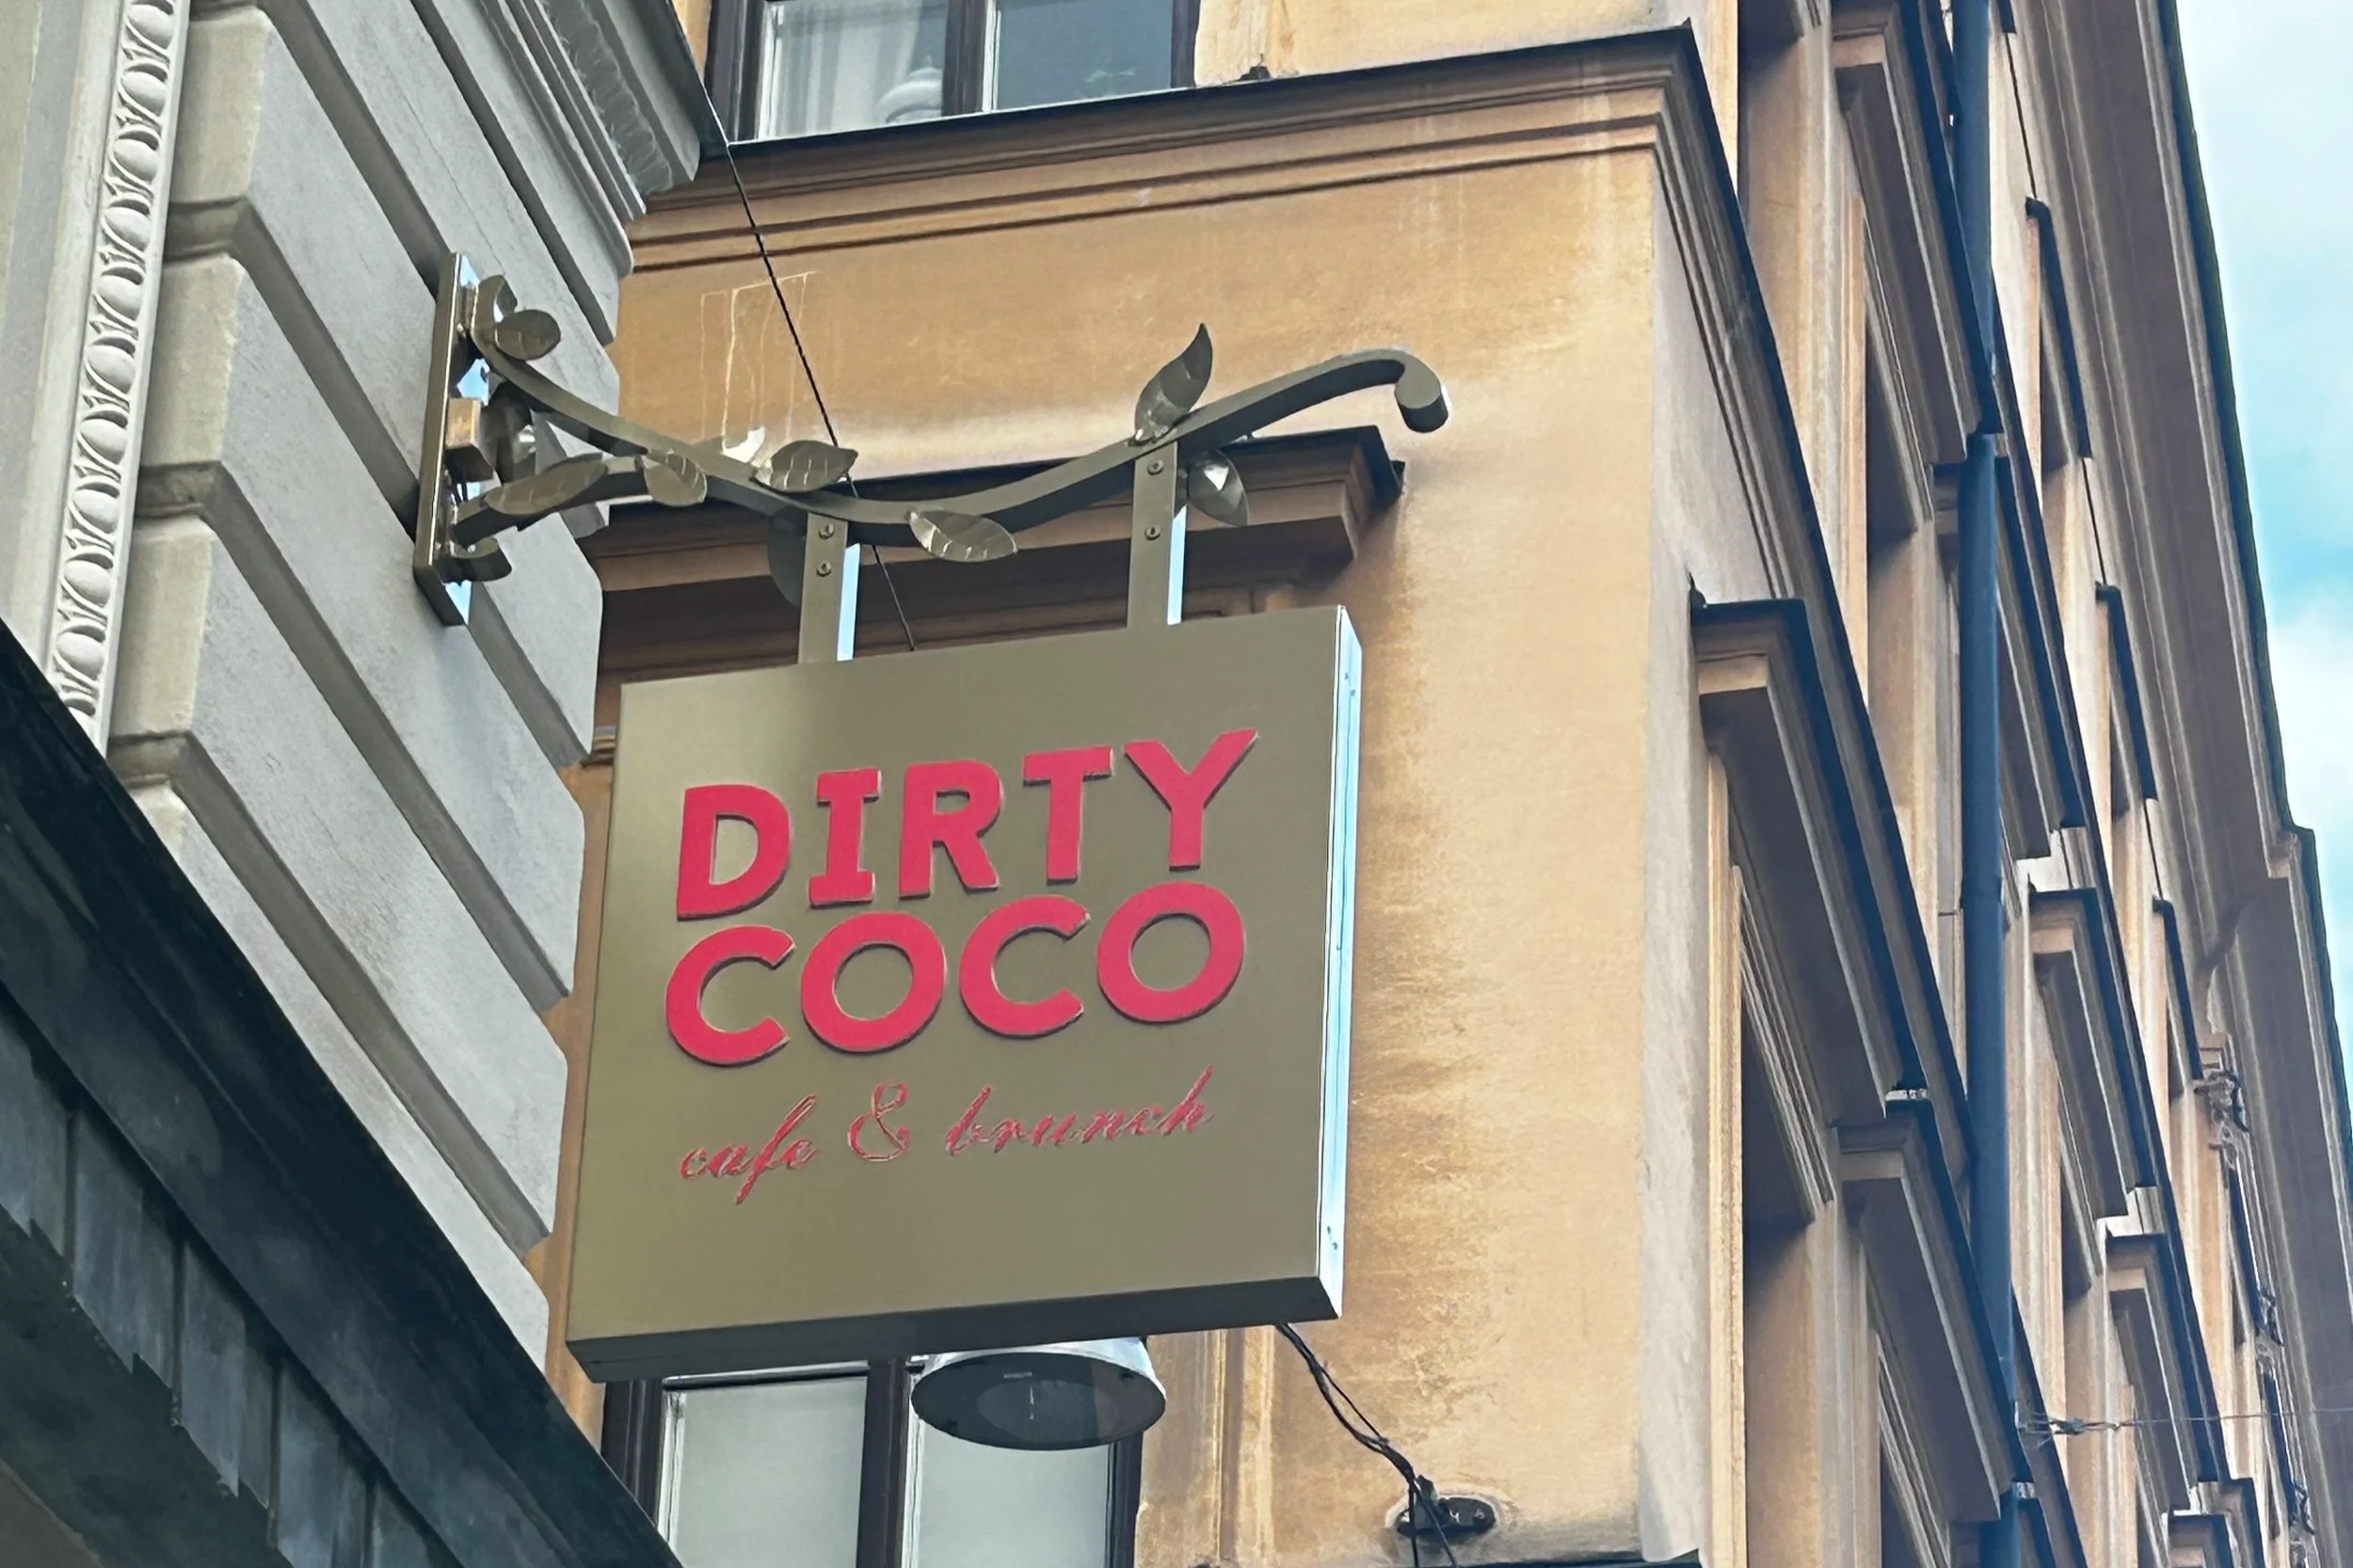 DIRTY
COCO
cafe & brunch